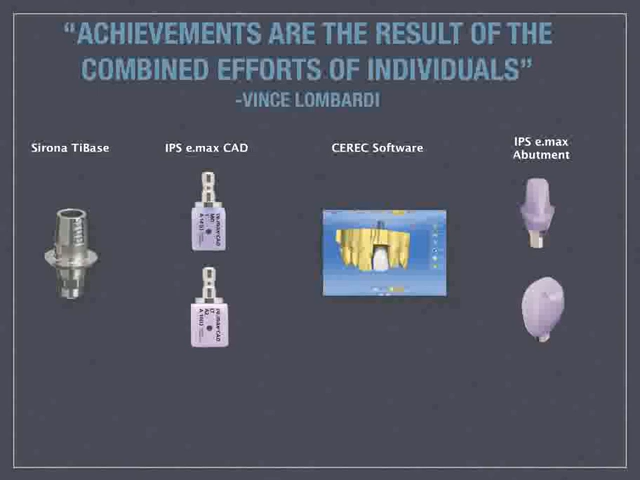 “ACHIEVEMENTS ARE THE RESULT OF THE
COMBINED EFFORTS OF INDIVIDUALS”
-VINCE LOMBARDI
Sirona TiBase
IPS e.max CAD
CEREC Software
IPS e.max
Abutment